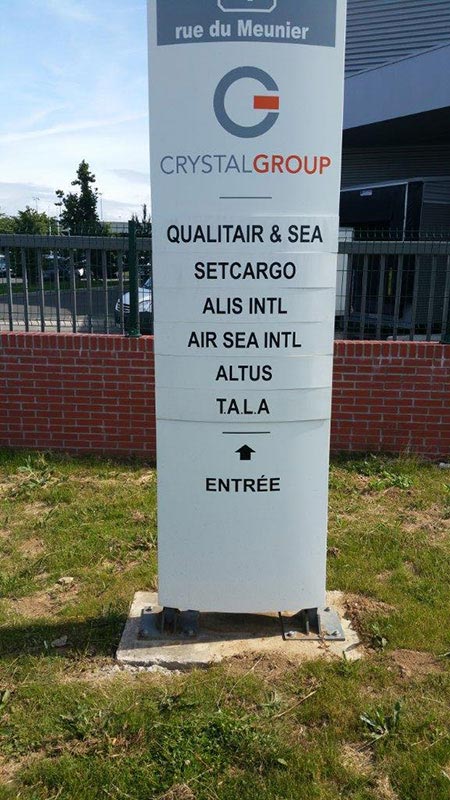 rue du Meunier
CRYSTALGROUP
QUALITAIR & SEA
SETCARGO
ALIS INTL
AIR SEA INTL
ALTUS
T.A.L.A
ENTRÉE